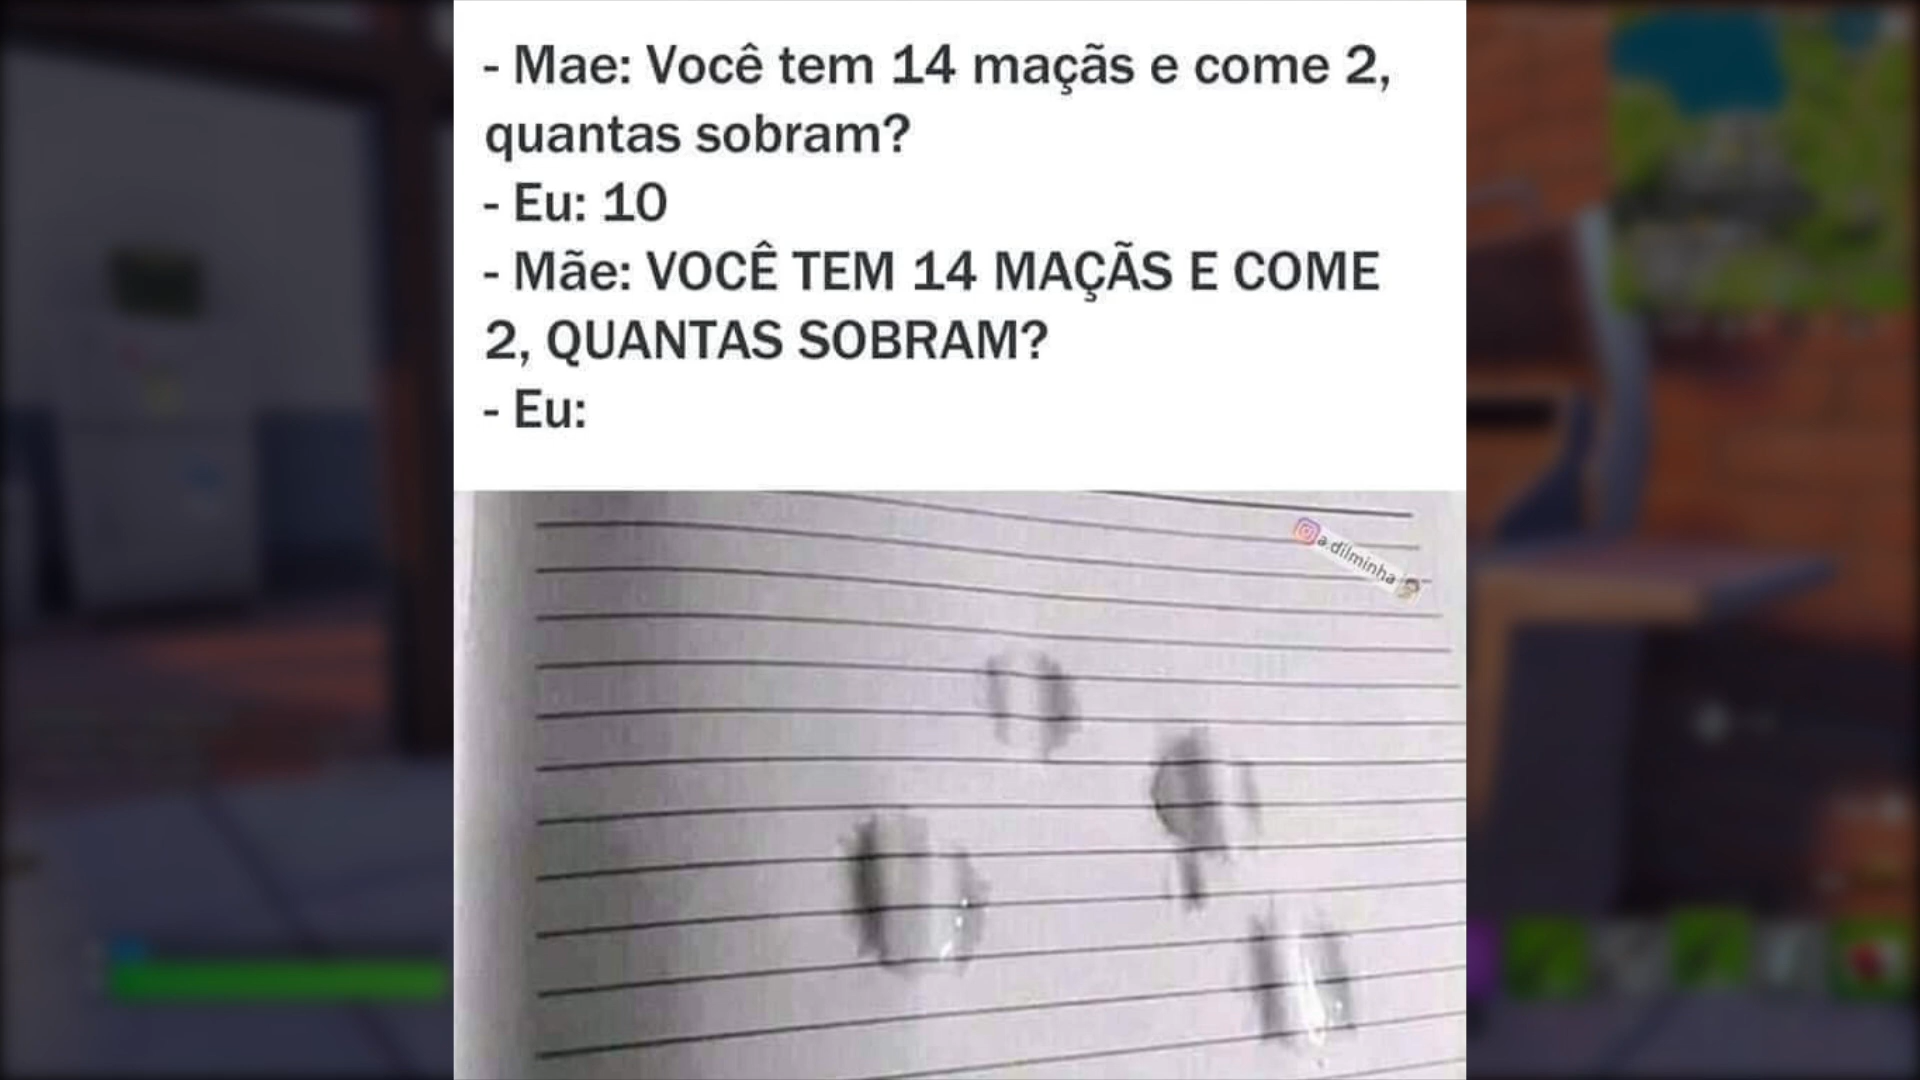 - Mae: Você tem 14 maçãs e come 2,
quantas sobram?
- Eu: 10
- Mãe: VOCÊ TEM 14 MAÇÃS E COME
2, QUANTAS SOBRAM?
- Eu:
a.dilminha